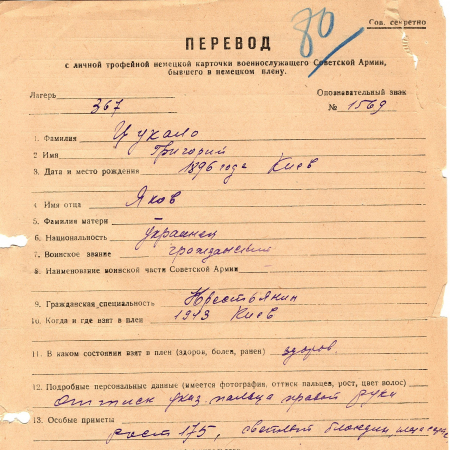 80
Сов. секретно
ПЕРЕВОД
с личной трофейной немецкой карточки военнослужащего Советской Армии,
бывшего в немецком плену.
Лагерь 367
Опознавательный знак
№ 1569
1. Фамилия Цукало
2 Имя Григорий
3. Дата и место рождения 1896 года Киев
4. Имя отца Яков
5. Фамилия матери –
6. Национальность Украинец
7. Воинское звание гражданский
8. Наименование воинской части Советской Армии
9. Гражданская специальность Крестьянин
10. Когда и где взят в плен 1943 Киев
11. В каком состоянии взят в плен (здоров, болен, ранен) здоров.
12. Подробные персональные данные (имеется фотография, оттиск пальцев, рост, цвет волос)
оттиск указ пальца правой руки
13. Особые приметы
рост 175, светлый блондин,